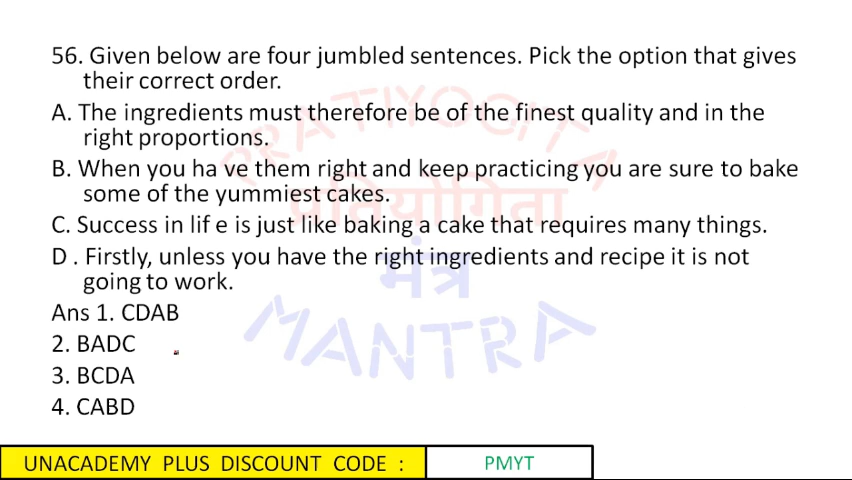 56. Given below are four jumbled sentences. Pick the option that gives
their correct order.
A. The ingredients must therefore be of the finest quality and in the
right proportions.
B. When you ha ve them right and keep practicing you are sure to bake
some of the yummiest cakes.
C. Success in lif e is just like baking a cake that requires many things.
D . Firstly, unless you have the right ingredients and recipe it is not
going to work.
Ans 1. CDAB
2. BADC
3. BCDA
4. CABD
PRATIYOGITA
प्रतियोगिता
मंत्र
MANTRA
UNACADEMY PLUS DISCOUNT CODE :
PMYT